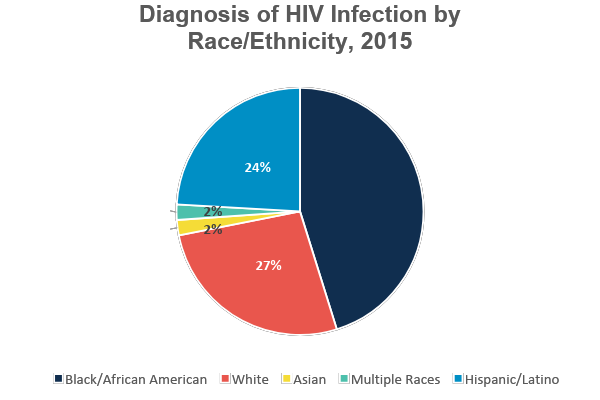 Diagnosis of HIV Infection by
Race/Ethnicity, 2015
24%
2%
2%
27%
Black/African American White Asian Multiple Races Hispanic/Latino